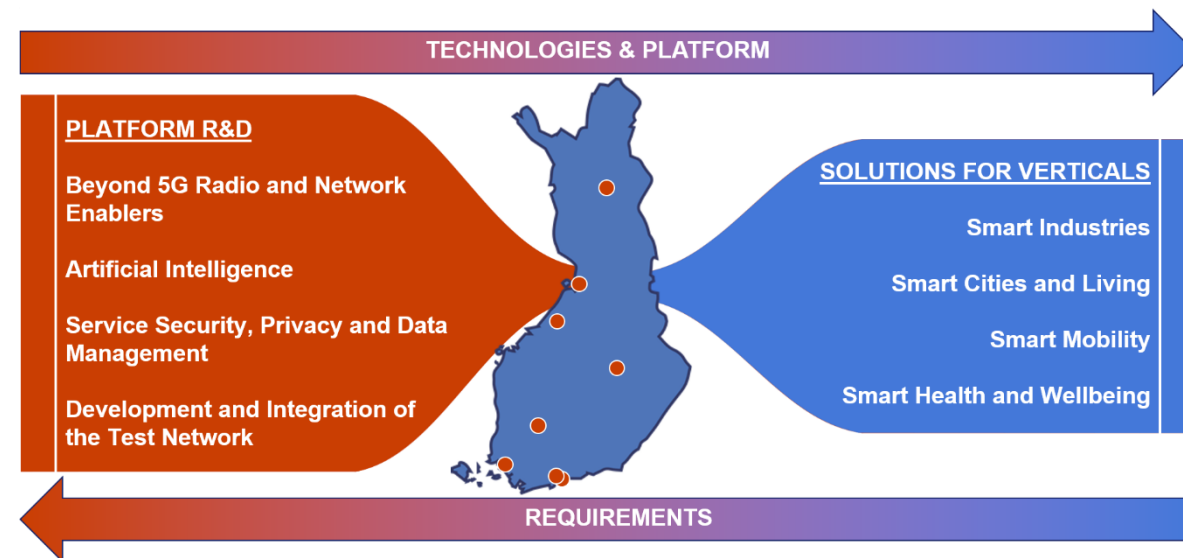 TECHNOLOGIES & PLATFORM
PLATFORM R&D
Beyond 5G Radio and Network
Enablers
Artificial Intelligence
Service Security, Privacy and Data
Management
Development and Integration of
the Test Network
SOLUTIONS FOR VERTICALS
Smart Industries
Smart Cities and Living
Smart Mobility
Smart Health and Wellbeing
REQUIREMENTS